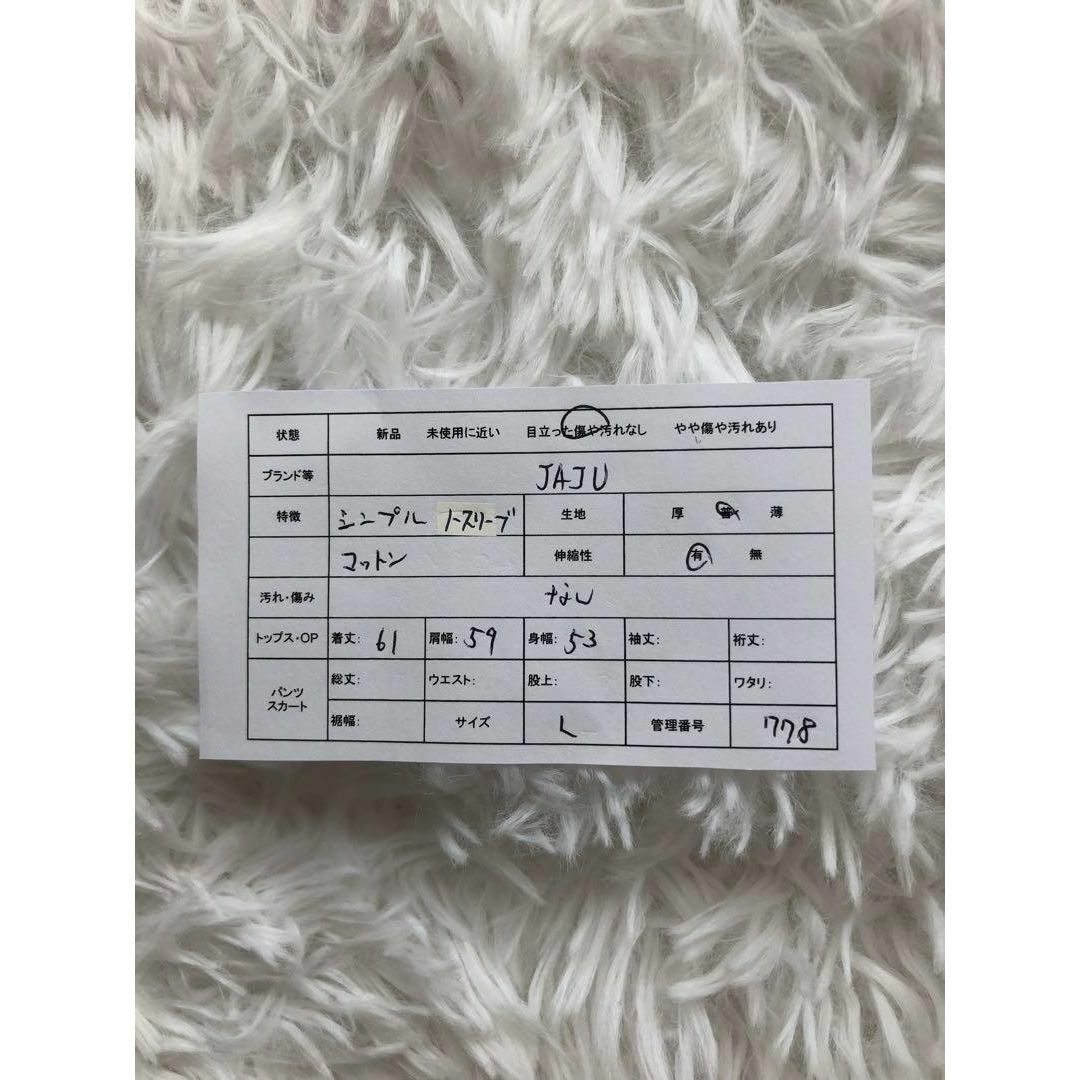 状態 新品 未使用に近い 目立った傷や汚れなし やや傷や汚れあり
ブランド等 JAJU
特徴 シンプル ノースリーブ 生地 厚 普 薄
コットン 伸縮性 有 無
汚れ・傷み なし
トップス・OP 着丈: 61 肩幅: 59 身幅: 53 袖丈: 裄丈:
パンツ スカート 総丈: ウエスト: 股上: 股下: ワタリ:
裾幅: サイズ L 管理番号 778